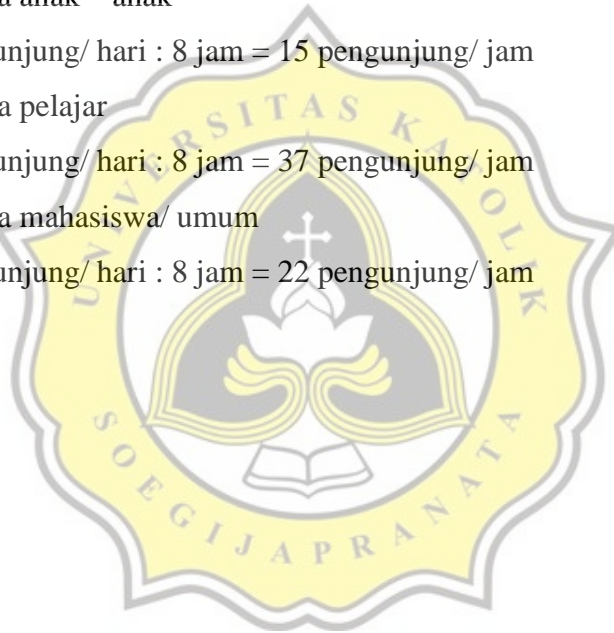 a anak – anak
unjung/ hari : 8 jam = 15 pengunjung/ jam
a pelajar
unjung/ hari : 8 jam = 37 pengunjung/ jam
a mahasiswa/ umum
unjung/ hari : 8 jam = 22 pengunjung/ jam
UNIVERSITAS KATOLIK
SOEGIJAPRANATA